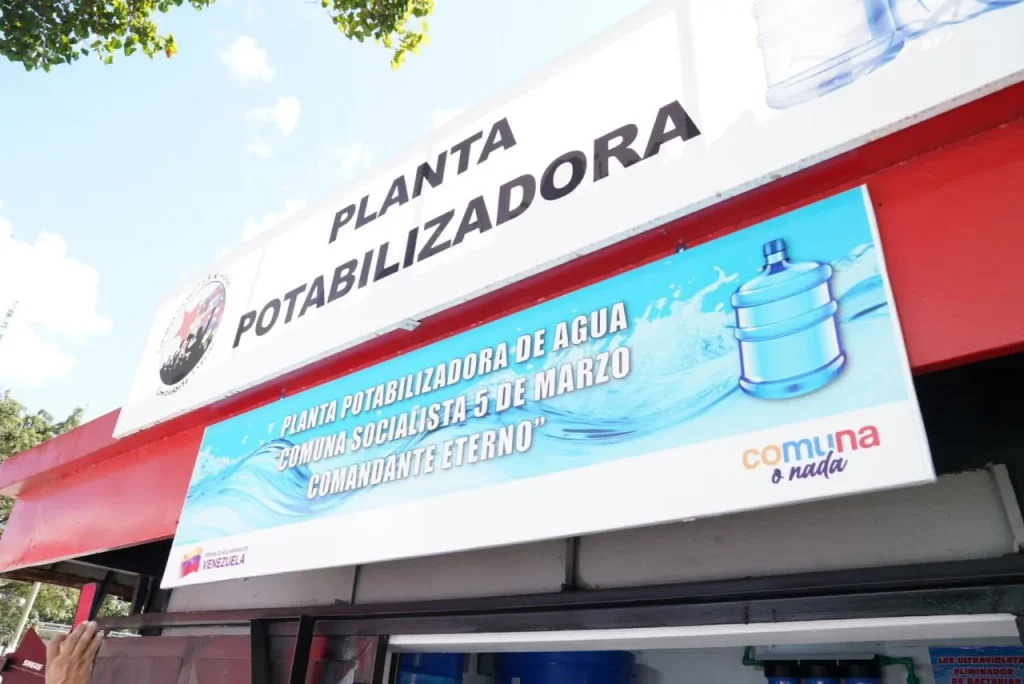 PLANTA
POTABILIZADORA
PLANTA POTABILIZADORA DE AGUA
"COMUNA SOCIALISTA 5 DE MARZO
COMANDANTE ETERNO"
comuna
o nada
VENEZUELA
SHURE
LUZ ULTRAVIOLETA
ELIMINADOR
DE BACTERIAS